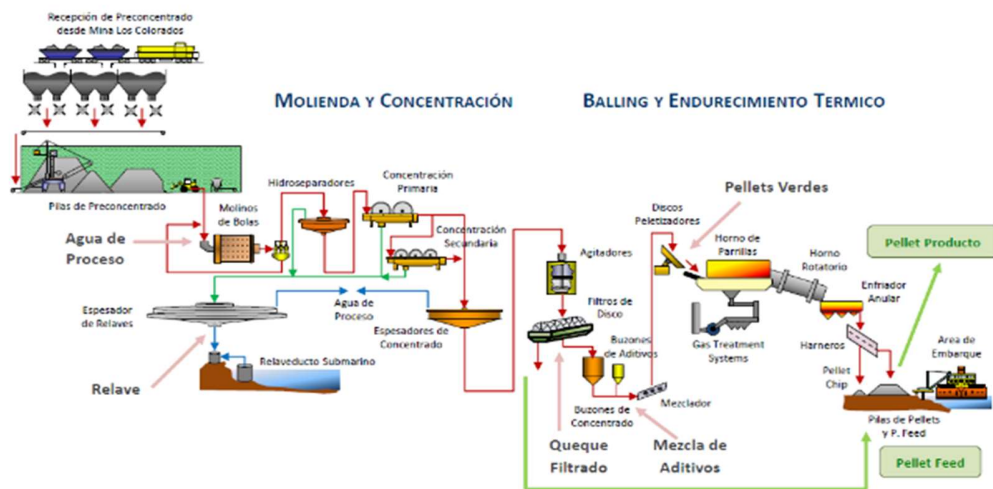 Recepción de Preconcentrado
desde Mina Los Colorados
MOLIENDA Y CONCENTRACIÓN
BALLING Y ENDURECIMIENTO TERMICO
Pilas de Preconcentrado
Agua de
Proceso
Molinos
de Bolas
Hidroseparadores
Concentración
Primaria
Concentración
Secundaria
Espesador
de Relaves
Agua de
Proceso
Espesadores de
Concentrado
Relave
Relaveducto Submarino
Agitadores
Filtros de
Disco
Buzones
de Aditivos
Buzones de
Concentrado
Mezclador
Queque
Filtrado
Mezcla de
Aditivos
Pellets Verdes
Discos
Peletizadores
Horno de
Parrillas
Horno
Rotatorio
Enfriador
Anular
Gas Treatment
Systems
Harneros
Pellet
Chip
Area de
Embarque
Pilas de Pellets
y P. Feed
Pellet Producto
Pellet Feed